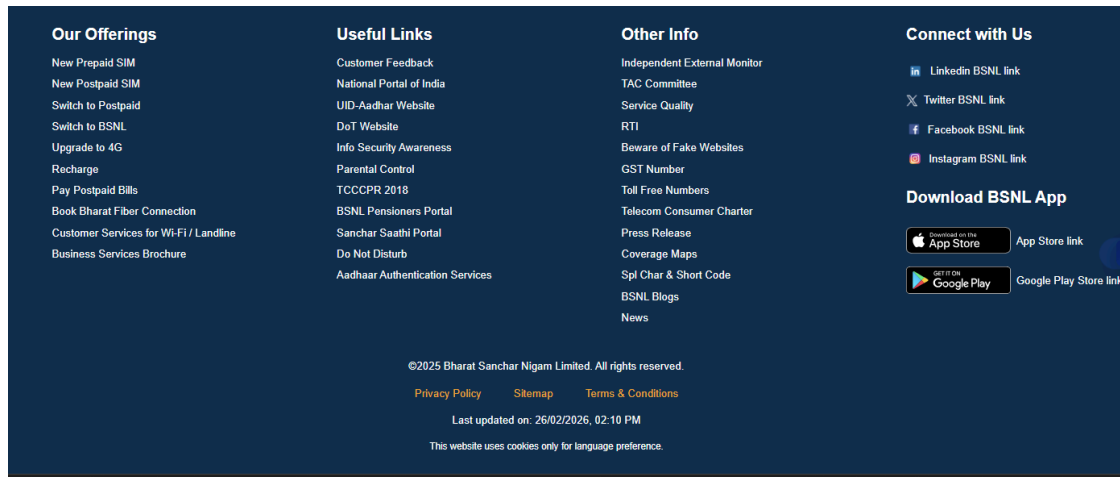 Our Offerings
New Prepaid SIM
New Postpaid SIM
Switch to Postpaid
Switch to BSNL
Upgrade to 4G
Recharge
Pay Postpaid Bills
Book Bharat Fiber Connection
Customer Services for Wi-Fi / Landline
Business Services Brochure
Useful Links
Customer Feedback
National Portal of India
UID-Aadhar Website
DoT Website
Info Security Awareness
Parental Control
TCCCPR 2018
BSNL Pensioners Portal
Sanchar Saathi Portal
Do Not Disturb
Aadhaar Authentication Services
Other Info
Independent External Monitor
TAC Committee
Service Quality
RTI
Beware of Fake Websites
GST Number
Toll Free Numbers
Telecom Consumer Charter
Press Release
Coverage Maps
Spl Char & Short Code
BSNL Blogs
News
Connect with Us
in Linkedin BSNL link
Twitter BSNL link
Facebook BSNL link
Instagram BSNL link
Download BSNL App
Download on the
App Store
App Store link
GET IT ON
Google Play
Google Play Store link
©2025 Bharat Sanchar Nigam Limited. All rights reserved.
Privacy Policy Sitemap Terms & Conditions
Last updated on: 26/02/2026, 02:10 PM
This website uses cookies only for language preference.